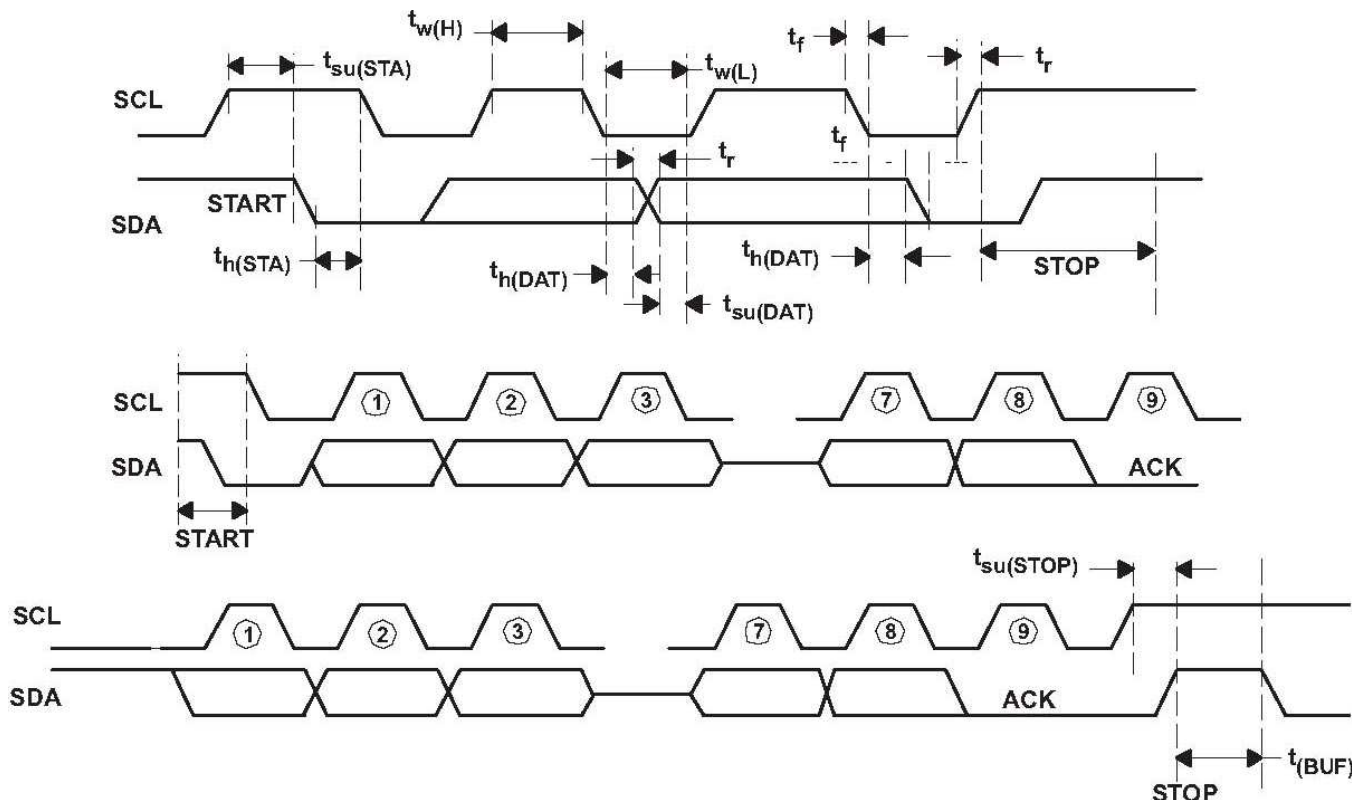 t_w(H)
t_f
t_su(STA)
t_w(L)
t_r
SCL
t_r
t_f
START
SDA
t_h(STA)
t_h(DAT)
t_h(DAT)
STOP
t_su(DAT)
SCL
1 2 3 7 8 9
SDA
ACK
START
t_su(STOP)
SCL
1 2 3 7 8 9
SDA
ACK
t_(BUF)
STOP